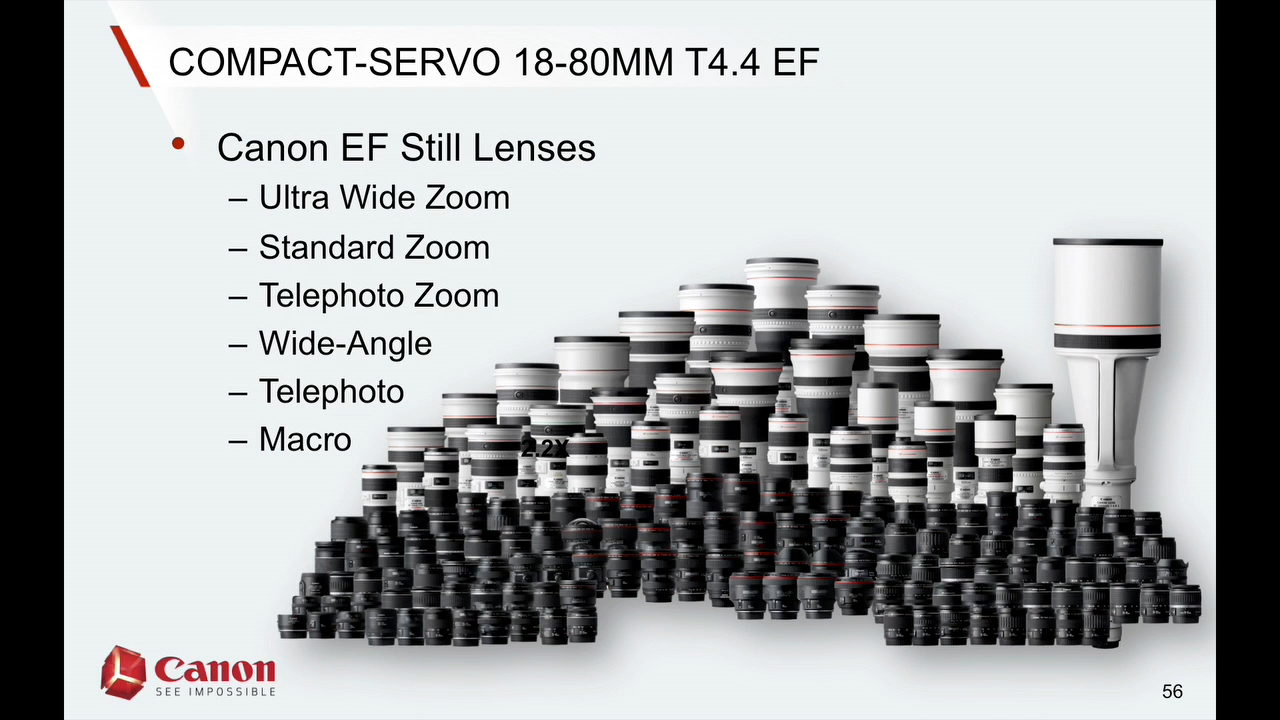 COMPACT-SERVO 18-80MM T4.4 EF
• Canon EF Still Lenses
– Ultra Wide Zoom
– Standard Zoom
– Telephoto Zoom
– Wide-Angle
– Telephoto
– Macro
2.2X
Canon
SEE IMPOSSIBLE
56